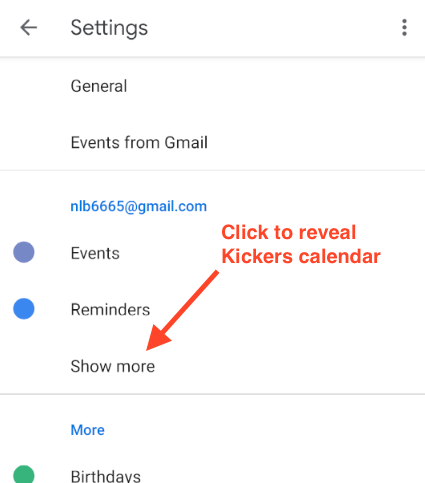 Settings
General
Events from Gmail
nlb6665@gmail.com
Click to reveal
Kickers calendar
Events
Reminders
Show more
More
Birthdays